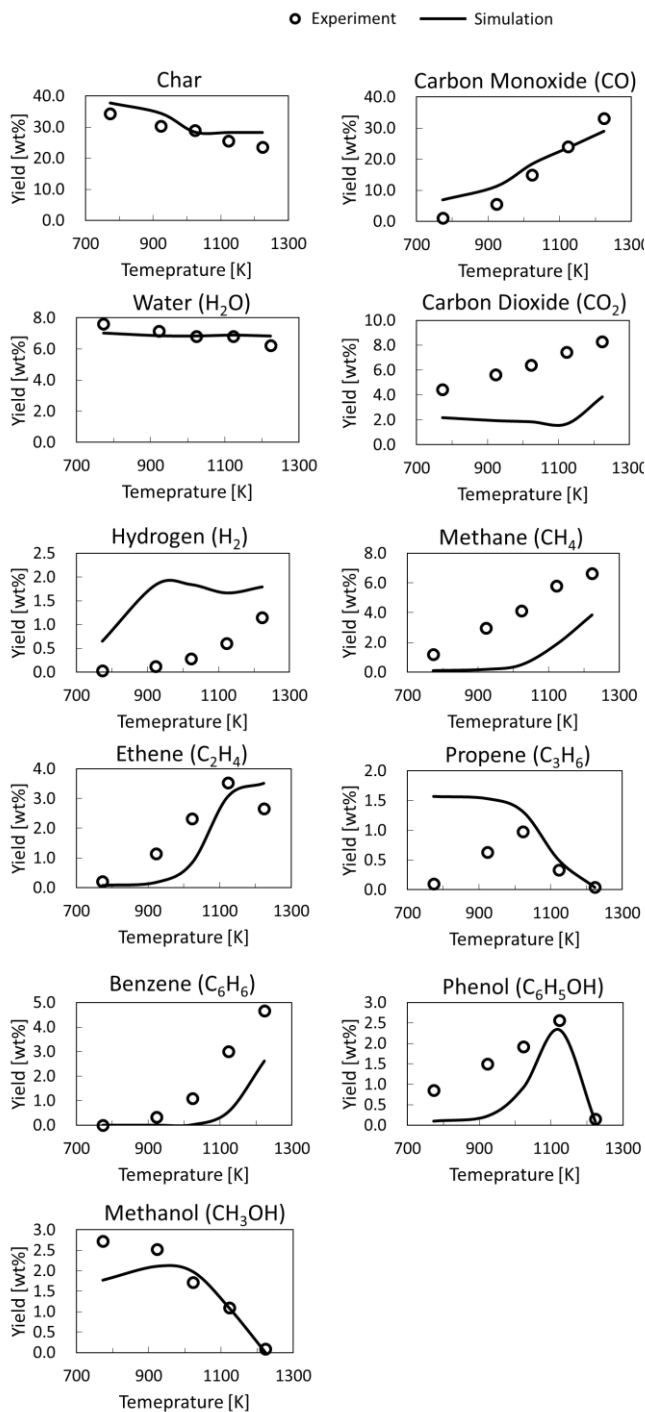 Experiment Simulation
Char
Yield [wt%]
40.0
30.0
20.0
10.0
0.0
700 900 1100 1300
Temeprature [K]
Carbon Monoxide (CO)
Yield [wt%]
40.0
30.0
20.0
10.0
0.0
700 900 1100 1300
Temeprature [K]
Water (H₂O)
Yield [wt%]
8.0
6.0
4.0
2.0
0.0
700 900 1100 1300
Temeprature [K]
Carbon Dioxide (CO₂)
Yield [wt%]
10.0
8.0
6.0
4.0
2.0
0.0
700 900 1100 1300
Temeprature [K]
Hydrogen (H₂)
Yield [wt%]
2.5
2.0
1.5
1.0
0.5
0.0
700 900 1100 1300
Temeprature [K]
Methane (CH₄)
Yield [wt%]
8.0
6.0
4.0
2.0
0.0
700 900 1100 1300
Temeprature [K]
Ethene (C₂H₄)
Yield [wt%]
4.0
3.0
2.0
1.0
0.0
700 900 1100 1300
Temeprature [K]
Propene (C₃H₆)
Yield [wt%]
2.0
1.5
1.0
0.5
0.0
700 900 1100 1300
Temeprature [K]
Benzene (C₆H₆)
Yield [wt%]
5.0
4.0
3.0
2.0
1.0
0.0
700 900 1100 1300
Temeprature [K]
Phenol (C₆H₅OH)
Yield [wt%]
3.0
2.5
2.0
1.5
1.0
0.5
0.0
700 900 1100 1300
Temeprature [K]
Methanol (CH₃OH)
Yield [wt%]
3.0
2.5
2.0
1.5
1.0
0.5
0.0
700 900 1100 1300
Temeprature [K]